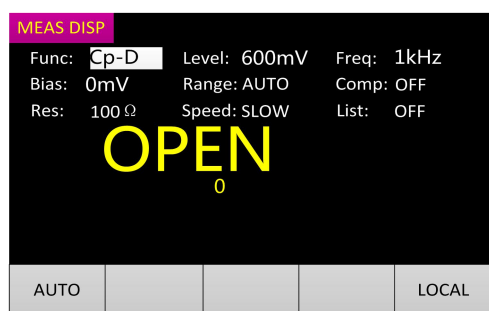 MEAS DISP
Func: Cp-D Level: 600mV Freq: 1kHz
Bias: 0mV Range: AUTO Comp: OFF
Res: 100 Ω Speed: SLOW List: OFF
OPEN
0
AUTO LOCAL